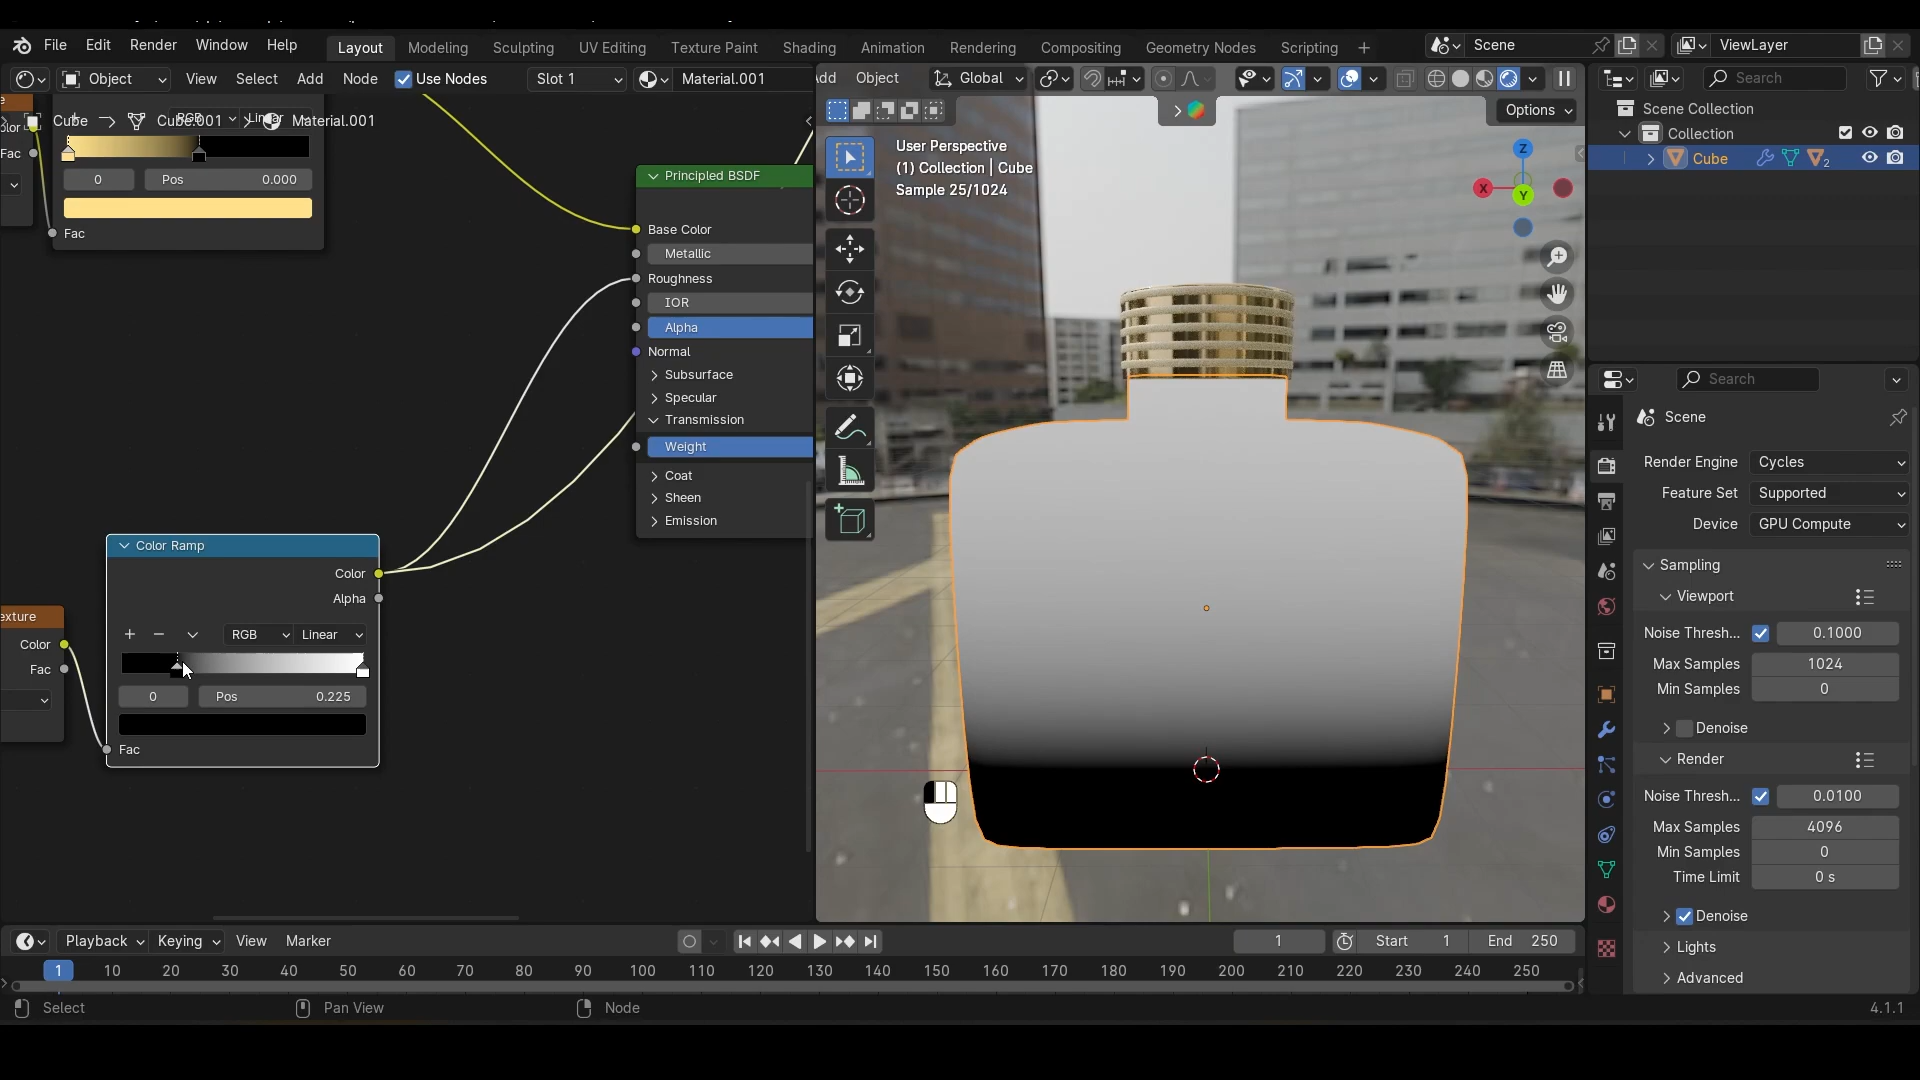 File Edit Render Window Help Layout Modeling Sculpting UV Editing Texture Paint Shading Animation Rendering Compositing Geometry Nodes Scripting + Scene ViewLayer
Object View Select Add Node Use Nodes Slot 1 Material.001
dd Object Global
Search
Options
Cube Cube.001 Material.001
RGB Linear
Fac
0 Pos 0.000
Fac
Principled BSDF
Base Color
Metallic
Roughness
IOR
Alpha
Normal
Subsurface
Specular
Transmission
Weight
Coat
Sheen
Emission
Color Ramp
Color
Alpha
RGB Linear
0 Pos 0.225
Fac
exture
Color
Fac
User Perspective
(1) Collection | Cube
Sample 25/1024
Z
X
Y
Scene Collection
Collection
Cube 2
Search
Scene
Render Engine Cycles
Feature Set Supported
Device GPU Compute
Sampling
Viewport
Noise Thresh... 0.1000
Max Samples 1024
Min Samples 0
Denoise
Render
Noise Thresh... 0.0100
Max Samples 4096
Min Samples 0
Time Limit 0 s
Denoise
Lights
Advanced
Playback Keying View Marker 1 Start 1 End 250
1 10 20 30 40 50 60 70 80 90 100 110 120 130 140 150 160 170 180 190 200 210 220 230 240 250
Select Pan View Node 4.1.1